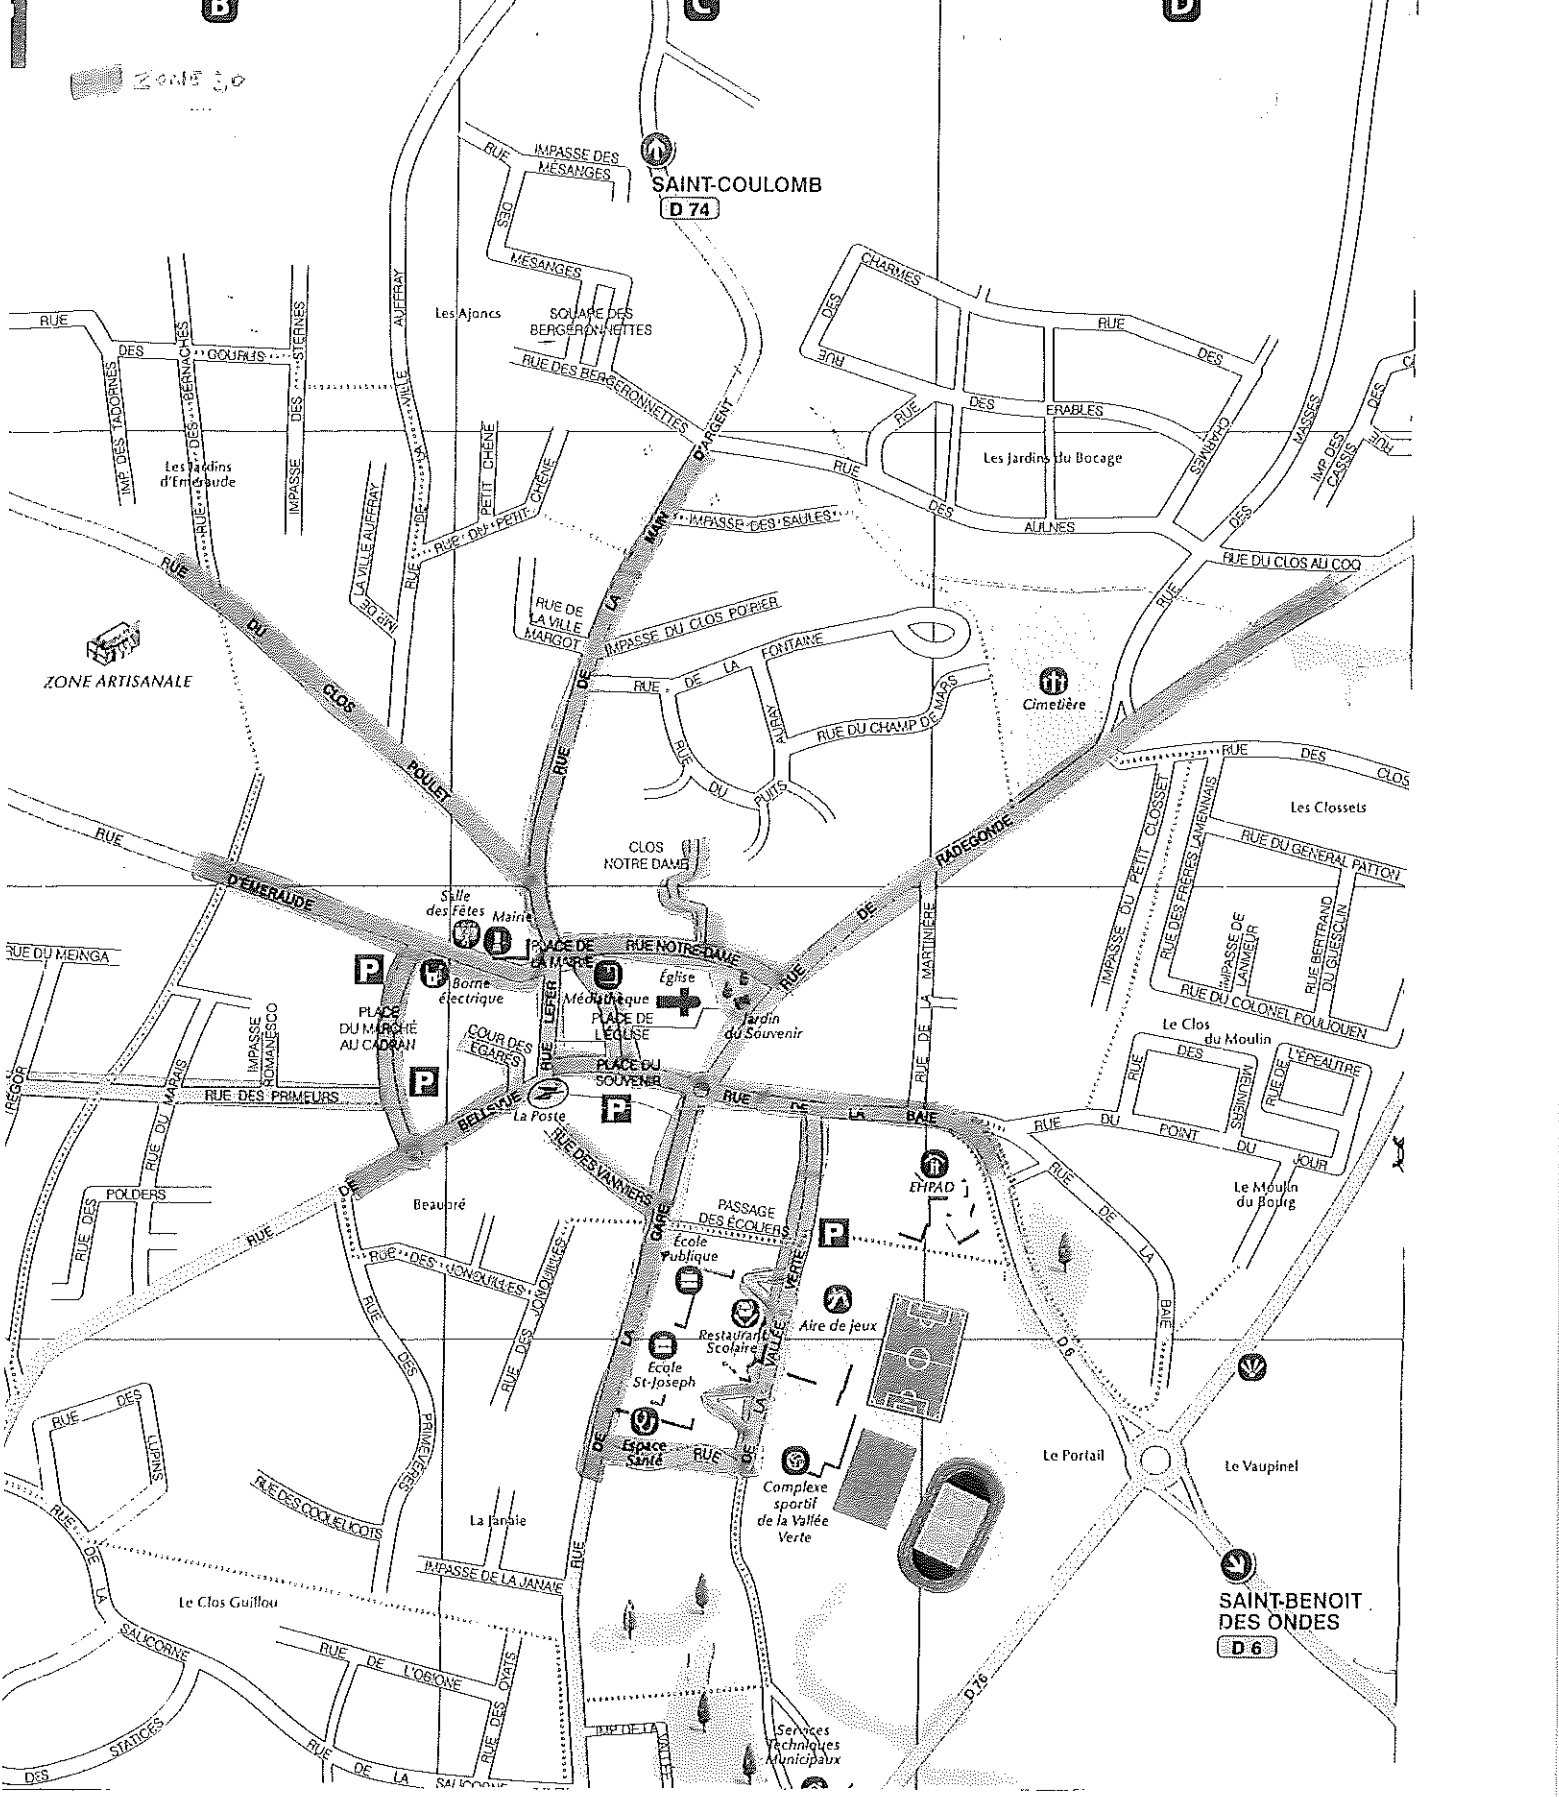 B
C
D
ZONE 30
IMPASSE DES
MÉSANGES
RUE
DES
MÉSANGES
SAINT-COULOMB
D 74
Les Ajoncs
SQUARE DES
BERGERONNETTES
RUE DES BERGERONNETTES
CHARMES
DES
RUE
RUE
DES
RUE
DES
ERABLES
CHARMES
Les Jardins du Bocage
RUE
DES
AULNES
MASSES
DES
RUE
IMP. DES
CASSIS
DES
RUE
RUE DU CLOS AU COQ
RUE
DES
GOURLIS
IMP. DES TADORNES
RUE DES BERNACHES
IMPASSE DES STERNES
Les Jardins
d'Emeraude
AUFFRAY
VILLE
LA
DE
RUE
PETIT CHÊNE
RUE DU PETIT CHÊNE
IMP. DE LA VILLE AUFFRAY
D'ARGENT
MAIN
LA
DE
RUE
IMPASSE DES SAULES
RUE DE
LA VILLE
MARGOT
IMPASSE DU CLOS POIRIER
RUE DE LA FONTAINE
RUE DU CHAMP DE MARS
AURAY
RUE
DU
PUITS
Cimetière
RUE
DU
CLOS
POULET
ZONE ARTISANALE
RUE
D'ÉMERAUDE
CLOS
NOTRE DAME
RADEGONDE
DE
RUE
RUE DES CLOS
Les Clossets
IMPASSE DU PETIT CLOSSET
RUE DES FRÈRES LAMENNAIS
RUE DU GENERAL PATTON
IMPASSE DE
LANMEUR
RUE BERTRAND
DU GUESCLIN
RUE DU COLONEL POULIQUEN
Salle
des Fêtes
Mairie
PLACE DE
LA MAIRIE
RUE NOTRE-DAME
RUE DU MEINGA
P
Borne
électrique
Médiathèque
Église
PLACE DE
L'ÉGLISE
Jardin
du Souvenir
RUE LEFER
PLACE
DU MARCHÉ
AU CADRAN
COUR DES
ÉGARÉS
PLACE DU
SOUVENIR
P
P
La Poste
IMPASSE
ROMANESCO
RUE DU MARAIS
RUE DES PRIMEURS
RUE DE LA MARTINIÈRE
Le Clos
du Moulin
RUE
DES
MEUNIERS
RUE DE
L'ÉPEAUTRE
RUE
DE
LA
BAIE
RUE
DU
POINT
DU
JOUR
BELLEVUE
DE
RUE
RUE DES VANNIERS
EHPAD
RUE
DE
LA
BAIE
Le Moulin
du Bourg
POLDERS
RUE DES
Beaupré
RUE DES JONQUILLES
RUE DES JONQUILLES
PASSAGE
DES ÉCOLIERS
P
École
Publique
GARE
LA
DE
RUE
VERTE
VALLÉE
LA
DE
RUE
Restaurant
Scolaire
Aire de jeux
École
St-Joseph
Espace
Santé
RUE
DES
PRIMEVÈRES
D 6
RUE DES
LUPINS
RUE DES COQUELICOTS
La Janaie
IMPASSE DE LA JANAIE
Complexe
sportif
de la Vallée
Verte
Le Portail
Le Vaupinel
SAINT-BENOIT
DES ONDES
D 6
D 76
RUE
DE
LA
SALICORNE
Le Clos Guillou
RUE DE L'OBIONE
RUE DES OYATS
STATICES
DES
RUE
DE
LA
SALICORNE
IMP. DE LA
VALLÉE
Services
Techniques
Municipaux